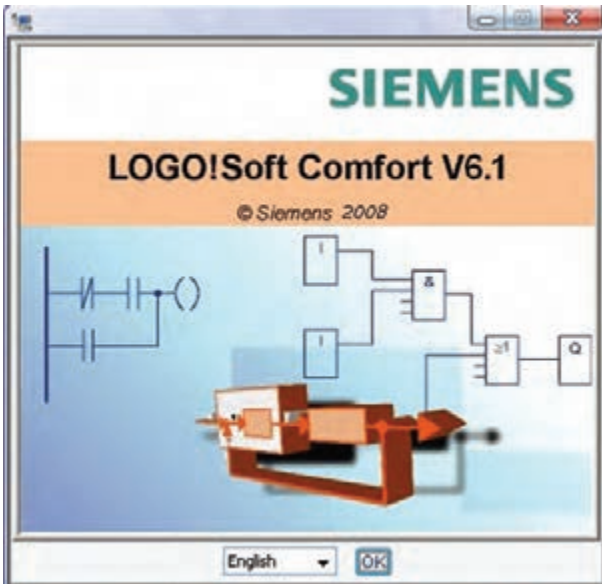 SIEMENS
LOGO!Soft Comfort V6.1
© Siemens 2008
I
&
I
≥1
Q
English
OK